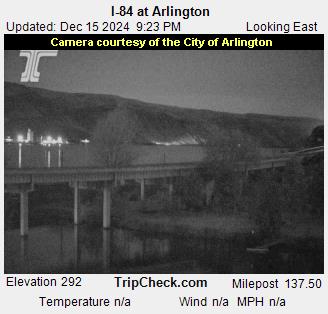 I-84 at Arlington
Updated: Dec 15 2024 9:23 PM Looking East
Camera courtesy of the City of Arlington
Elevation 292 TripCheck.com Milepost 137.50
Temperature n/a Wind n/a MPH n/a